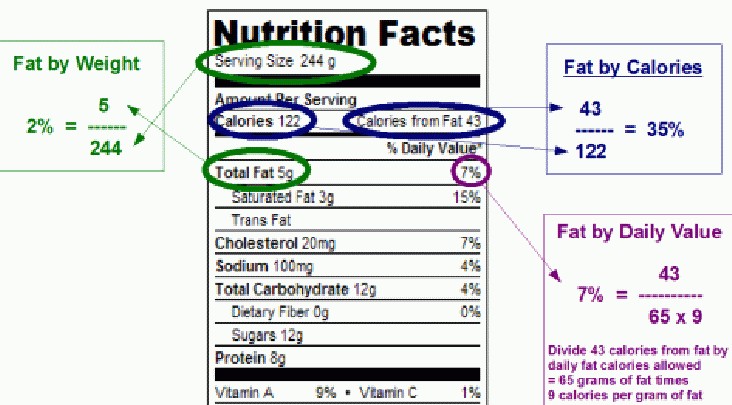 Nutrition Facts
Serving Size 244 g
Amount Per Serving
Calories 122 Calories from Fat 43
% Daily Value*
Total Fat 5g 7%
Saturated Fat 3g 15%
Trans Fat
Cholesterol 20mg 7%
Sodium 100mg 4%
Total Carbohydrate 12g 4%
Dietary Fiber 0g 0%
Sugars 12g
Protein 8g
Vitamin A 9% • Vitamin C 1%
Fat by Weight
5
2% = ------
244
Fat by Calories
43
------ = 35%
122
Fat by Daily Value
43
7% = ----------
65 x 9
Divide 43 calories from fat by
daily fat calories allowed
= 65 grams of fat times
9 calories per gram of fat